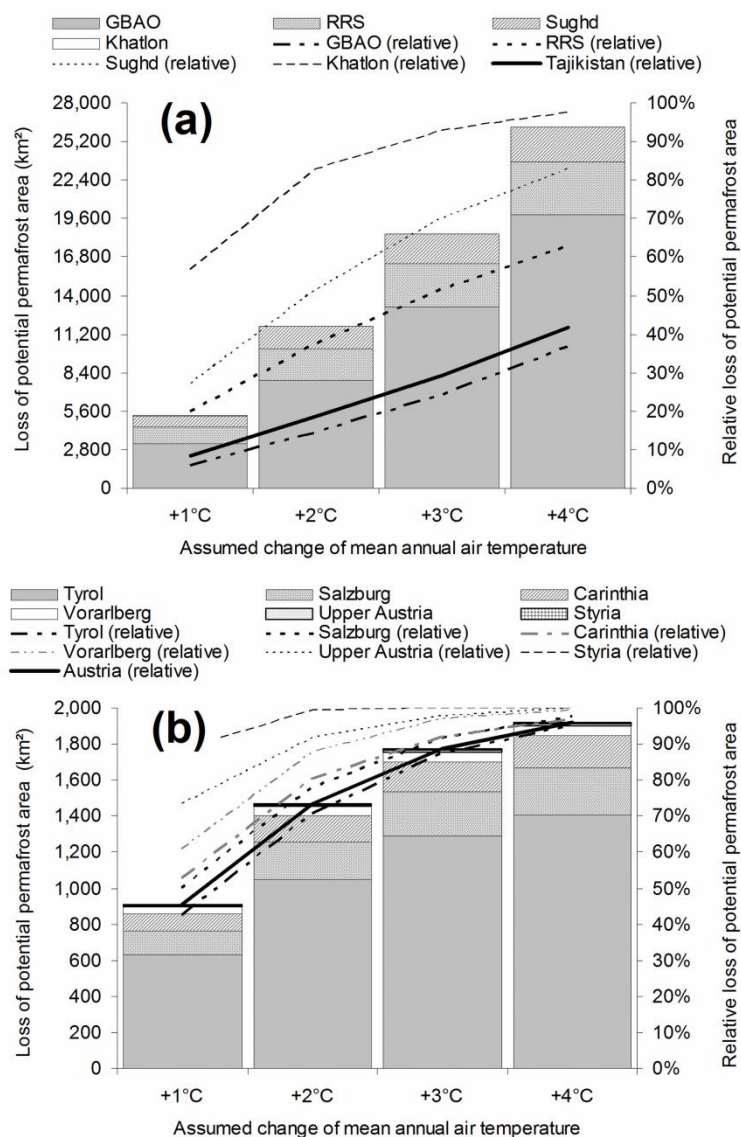 GBAO RRS Sughd
Khatlon GBAO (relative) RRS (relative)
Sughd (relative) Khatlon (relative) Tajikistan (relative)
(a)
Loss of potential permafrost area (km²)
28,000
25,200
22,400
19,600
16,800
14,000
11,200
8,400
5,600
2,800
0
100%
90%
80%
70%
60%
50%
40%
30%
20%
10%
0%
Relative loss of potential permafrost area
+1°C +2°C +3°C +4°C
Assumed change of mean annual air temperature
Tyrol Salzburg Carinthia
Vorarlberg Upper Austria Styria
Tyrol (relative) Salzburg (relative) Carinthia (relative)
Vorarlberg (relative) Upper Austria (relative) Styria (relative)
Austria (relative)
(b)
Loss of potential permafrost area (km²)
2,000
1,800
1,600
1,400
1,200
1,000
800
600
400
200
0
100%
90%
80%
70%
60%
50%
40%
30%
20%
10%
0%
Relative loss of potential permafrost area
+1°C +2°C +3°C +4°C
Assumed change of mean annual air temperature